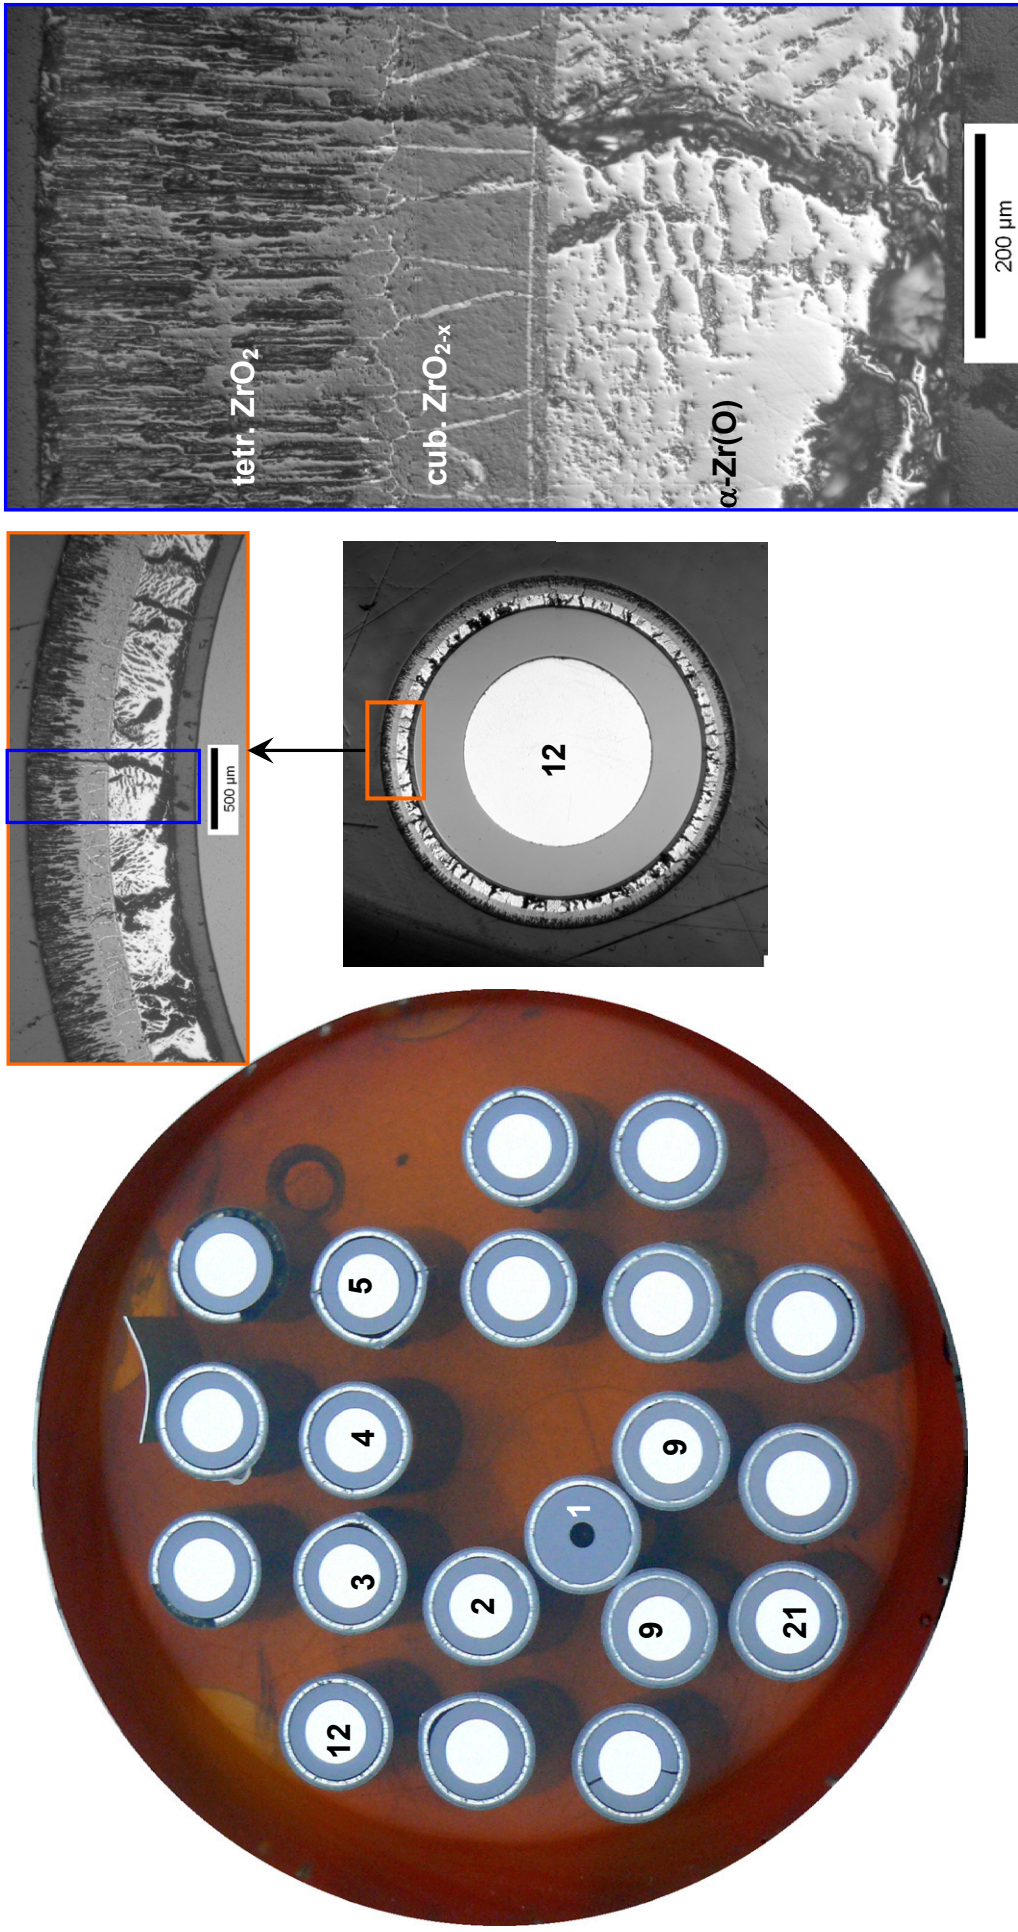 tetr. ZrO₂
cub. ZrO₂₋ₓ
α-Zr(O)
200 µm
500 µm
12
5
4
3
12
2
1
9
9
21